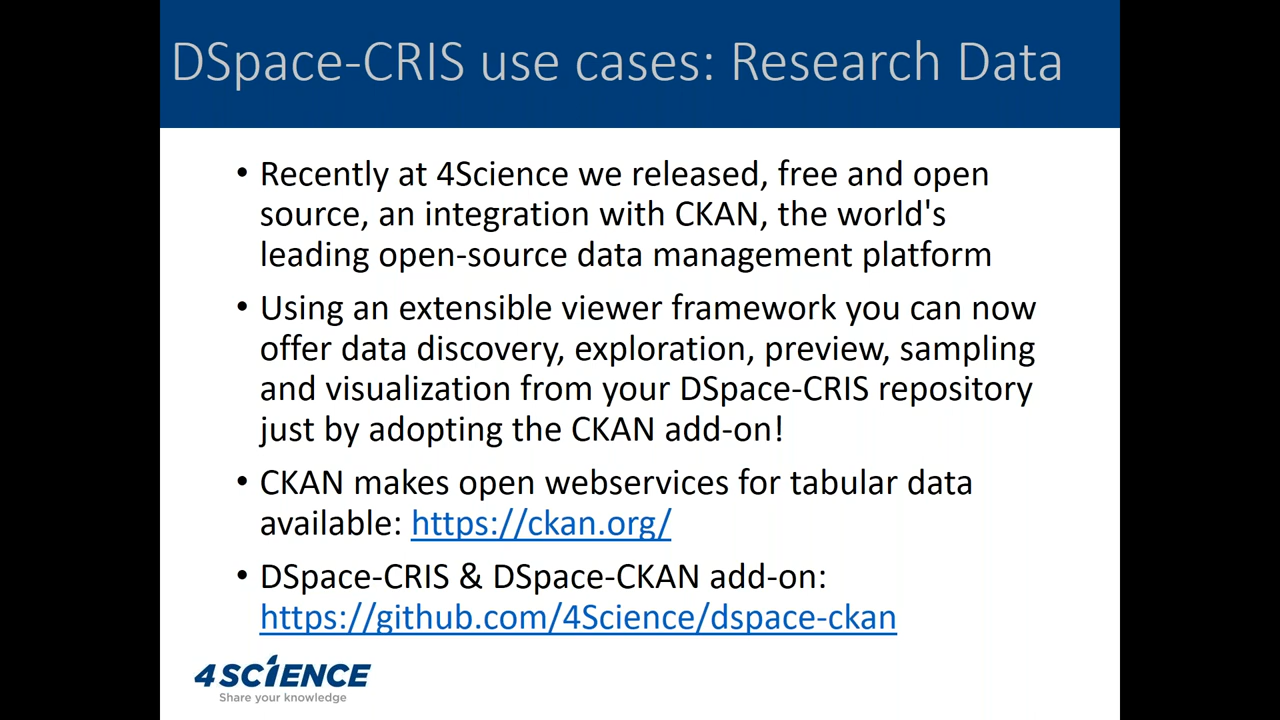 DSpace-CRIS use cases: Research Data
• Recently at 4Science we released, free and open
source, an integration with CKAN, the world's
leading open-source data management platform
• Using an extensible viewer framework you can now
offer data discovery, exploration, preview, sampling
and visualization from your DSpace-CRIS repository
just by adopting the CKAN add-on!
• CKAN makes open webservices for tabular data
available: https://ckan.org/
• DSpace-CRIS & DSpace-CKAN add-on:
https://github.com/4Science/dspace-ckan
4SCIENCE
Share your knowledge